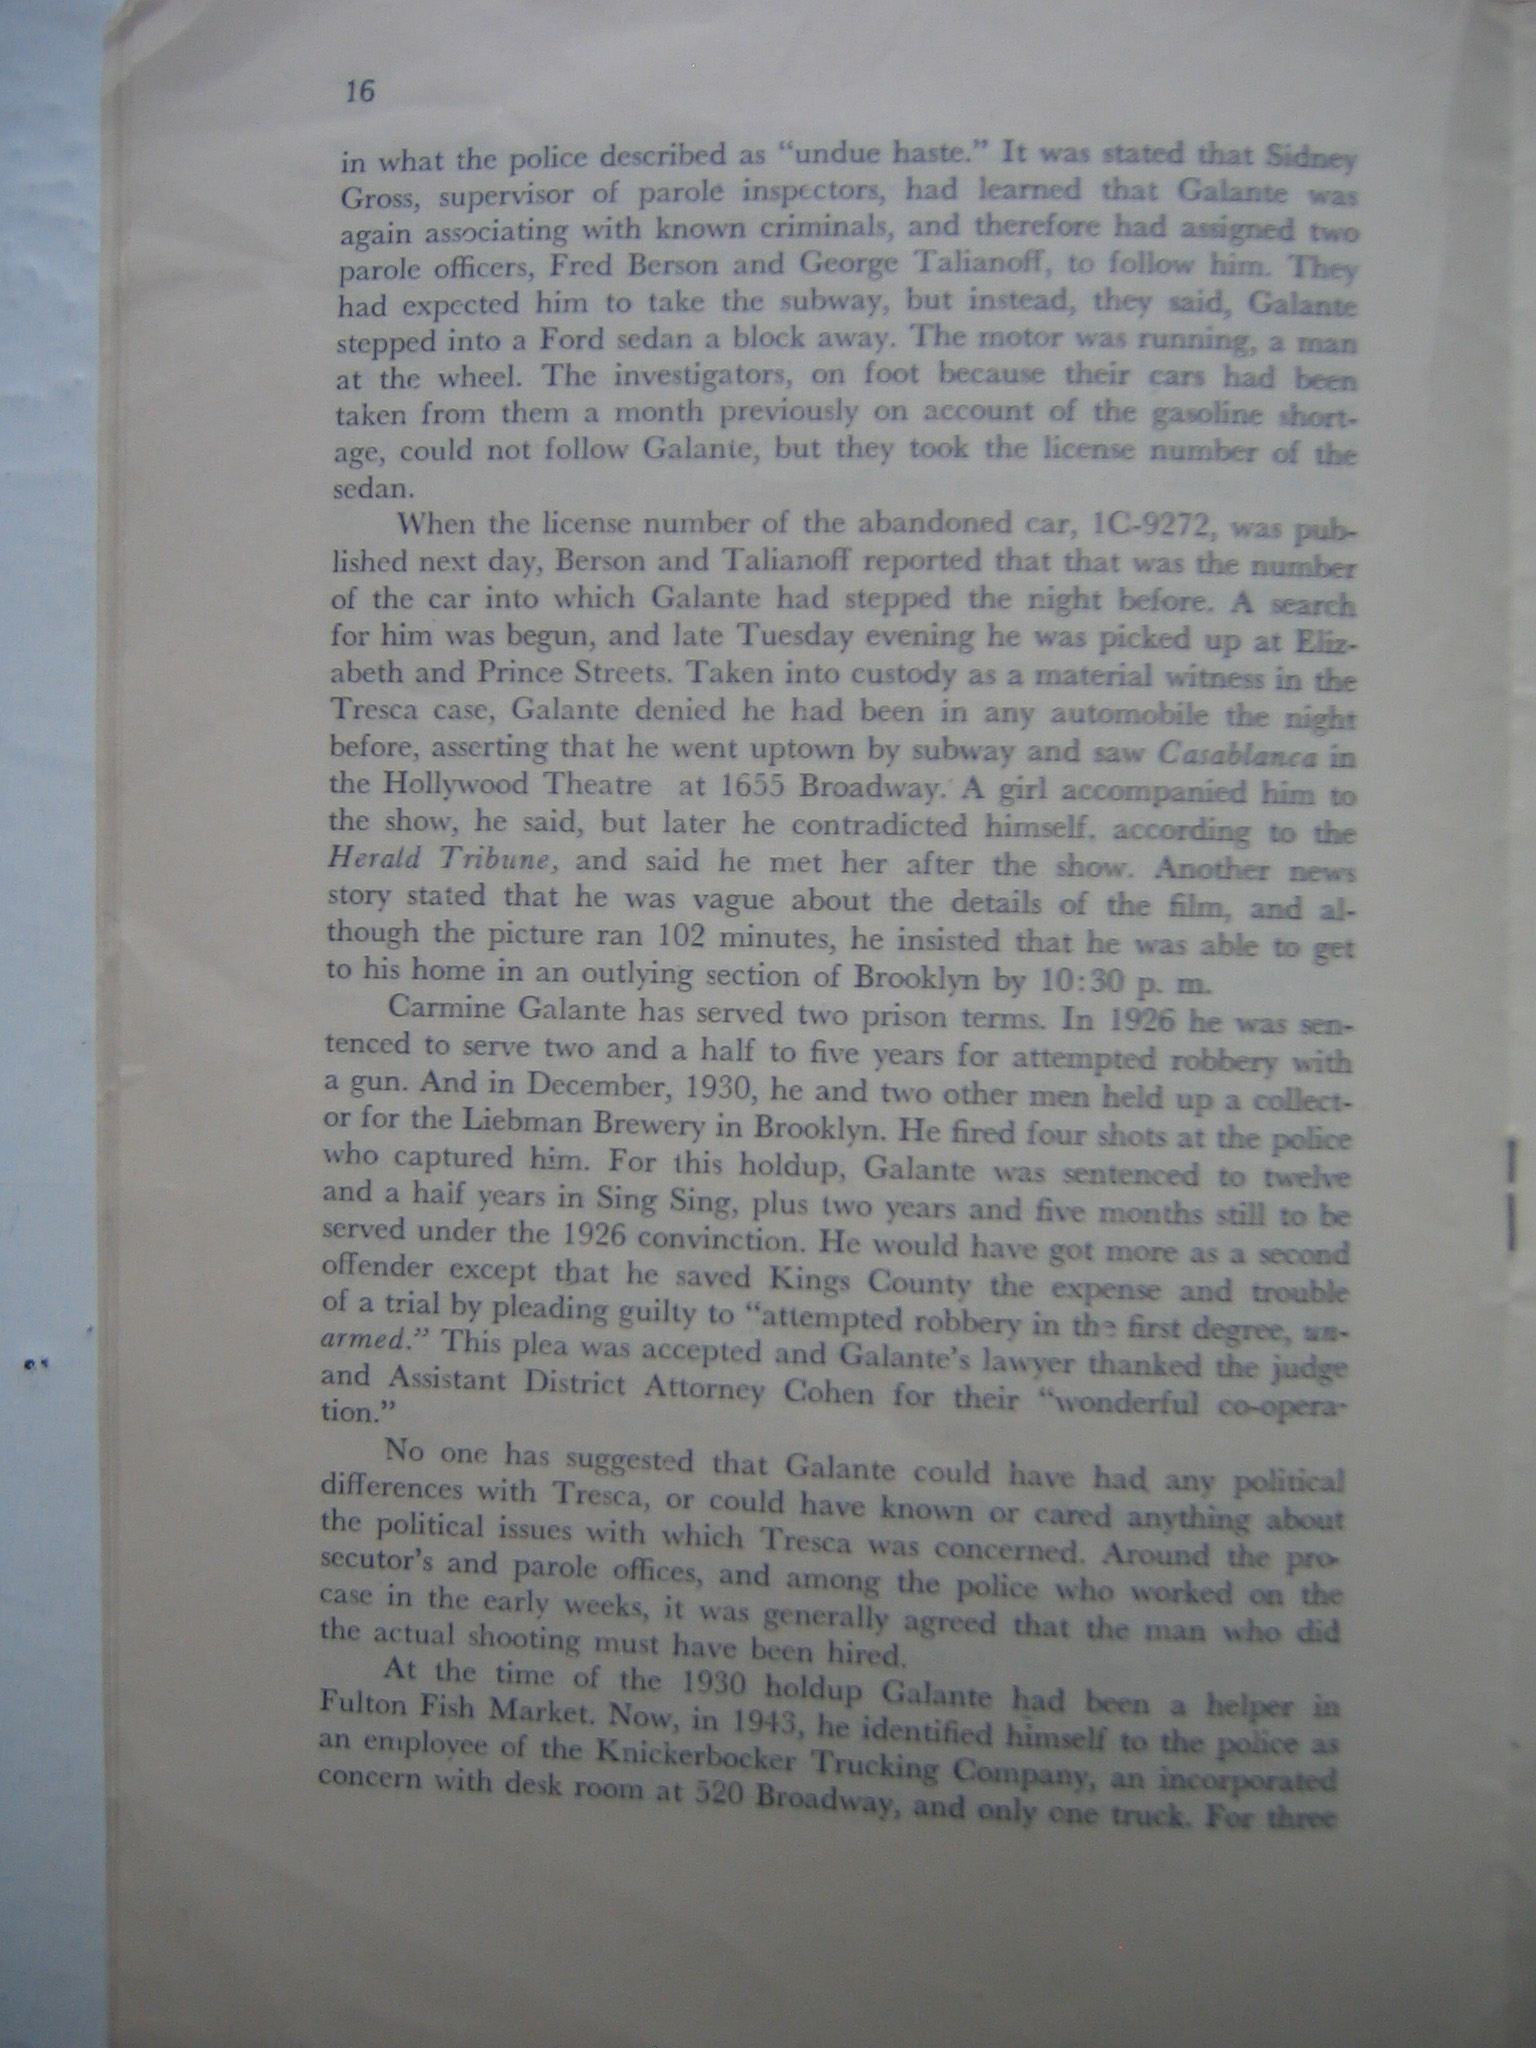 16
in what the police described as “undue haste.” It was stated that Sidney
Gross, supervisor of parole inspectors, had learned that Galante was
again associating with known criminals, and therefore had assigned two
parole officers, Fred Berson and George Talianoff, to follow him. They
had expected him to take the subway, but instead, they said, Galante
stepped into a Ford sedan a block away. The motor was running, a man
at the wheel. The investigators, on foot because their cars had been
taken from them a month previously on account of the gasoline short-
age, could not follow Galante, but they took the license number of the
sedan.
When the license number of the abandoned car, 1C-9272, was pub-
lished next day, Berson and Talianoff reported that that was the number
of the car into which Galante had stepped the night before. A search
for him was begun, and late Tuesday evening he was picked up at Eliz-
abeth and Prince Streets. Taken into custody as a material witness in the
Tresca case, Galante denied he had been in any automobile the night
before, asserting that he went uptown by subway and saw Casablanca in
the Hollywood Theatre at 1655 Broadway. A girl accompanied him to
the show, he said, but later he contradicted himself, according to the
Herald Tribune, and said he met her after the show. Another news
story stated that he was vague about the details of the film, and al-
though the picture ran 102 minutes, he insisted that he was able to get
to his home in an outlying section of Brooklyn by 10:30 p. m.
Carmine Galante has served two prison terms. In 1926 he was sen-
tenced to serve two and a half to five years for attempted robbery with
a gun. And in December, 1930, he and two other men held up a collect-
or for the Liebman Brewery in Brooklyn. He fired four shots at the police
who captured him. For this holdup, Galante was sentenced to twelve
and a half years in Sing Sing, plus two years and five months still to be
served under the 1926 convinction. He would have got more as a second
offender except that he saved Kings County the expense and trouble
of a trial by pleading guilty to “attempted robbery in the first degree, un-
armed.” This plea was accepted and Galante’s lawyer thanked the judge
and Assistant District Attorney Cohen for their “wonderful co-opera-
tion.”
No one has suggested that Galante could have had any political
differences with Tresca, or could have known or cared anything about
the political issues with which Tresca was concerned. Around the pro-
secutor’s and parole offices, and among the police who worked on the
case in the early weeks, it was generally agreed that the man who did
the actual shooting must have been hired.
At the time of the 1930 holdup Galante had been a helper in
Fulton Fish Market. Now, in 1943, he identified himself to the police as
an employee of the Knickerbocker Trucking Company, an incorporated
concern with desk room at 520 Broadway, and only one truck. For three